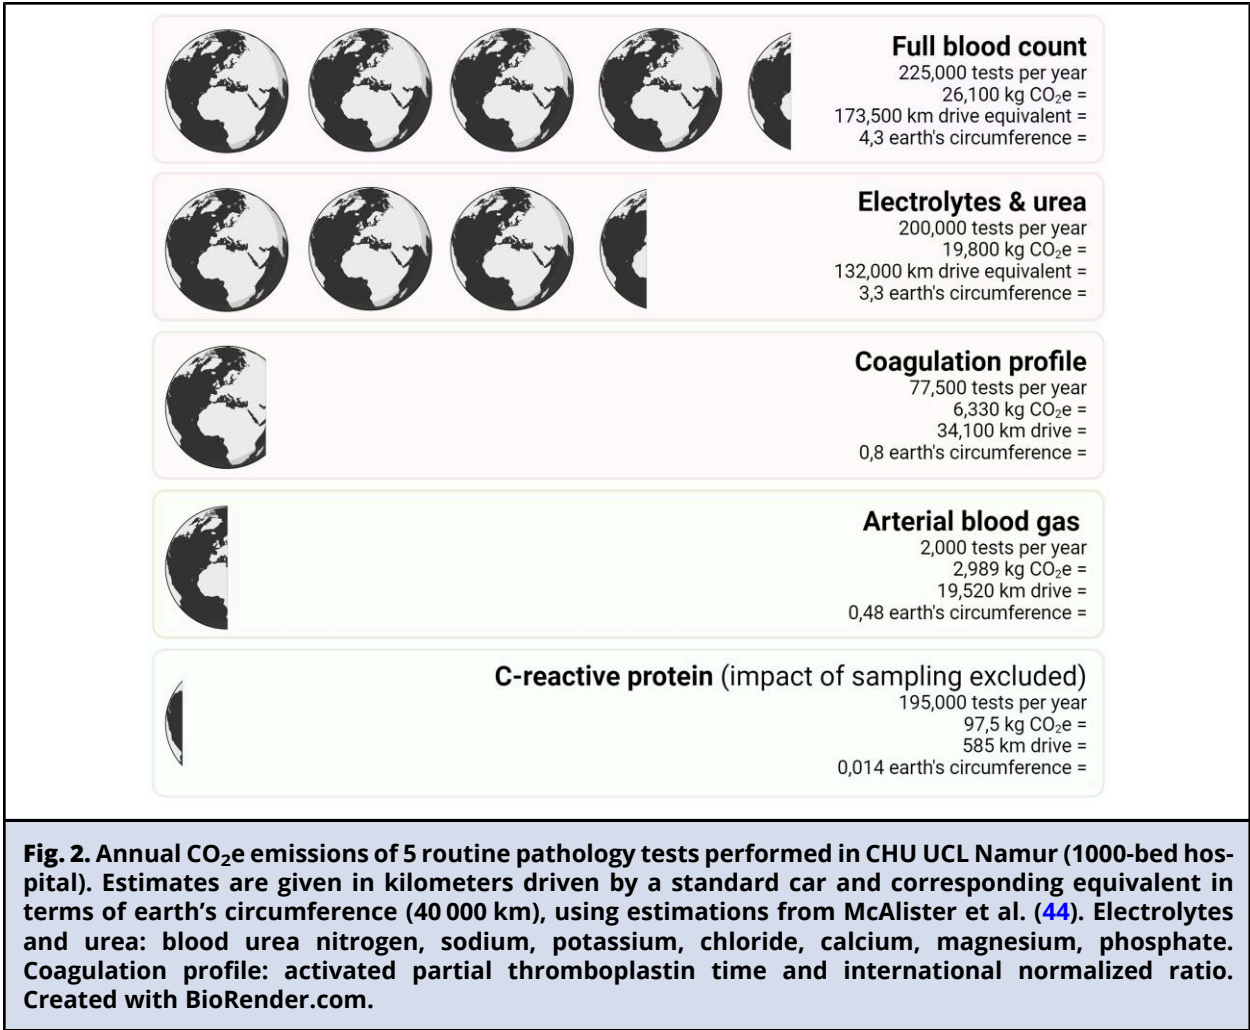 Full blood count
225,000 tests per year
26,100 kg CO₂e =
173,500 km drive equivalent =
4,3 earth's circumference =
Electrolytes & urea
200,000 tests per year
19,800 kg CO₂e =
132,000 km drive equivalent =
3,3 earth's circumference =
Coagulation profile
77,500 tests per year
6,330 kg CO₂e =
34,100 km drive =
0,8 earth's circumference =
Arterial blood gas
2,000 tests per year
2,989 kg CO₂e =
19,520 km drive =
0,48 earth's circumference =
C-reactive protein (impact of sampling excluded)
195,000 tests per year
97,5 kg CO₂e =
585 km drive =
0,014 earth's circumference =
Fig. 2. Annual CO₂e emissions of 5 routine pathology tests performed in CHU UCL Namur (1000-bed hos-
pital). Estimates are given in kilometers driven by a standard car and corresponding equivalent in
terms of earth’s circumference (40 000 km), using estimations from McAlister et al. (44). Electrolytes
and urea: blood urea nitrogen, sodium, potassium, chloride, calcium, magnesium, phosphate.
Coagulation profile: activated partial thromboplastin time and international normalized ratio.
Created with BioRender.com.